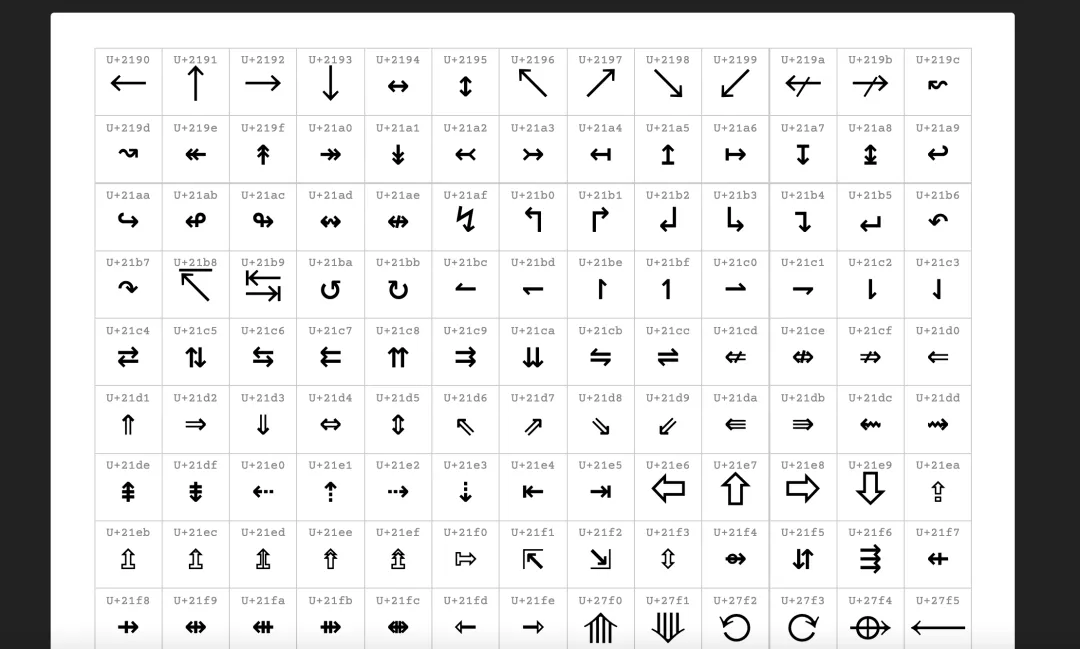 U+2190 U+2191 U+2192 U+2193 U+2194 U+2195 U+2196 U+2197 U+2198 U+2199 U+219a U+219b U+219c
← ↑ → ↓ ↔ ↕ ↖ ↗ ↘ ↙ ↚ ↛ ↜
U+219d U+219e U+219f U+21a0 U+21a1 U+21a2 U+21a3 U+21a4 U+21a5 U+21a6 U+21a7 U+21a8 U+21a9
↝ ↞ ↟ ↠ ↡ ↢ ↣ ↤ ↥ ↦ ↧ ↨ ↩
U+21aa U+21ab U+21ac U+21ad U+21ae U+21af U+21b0 U+21b1 U+21b2 U+21b3 U+21b4 U+21b5 U+21b6
↪ ↫ ↬ ↭ ↮ ↯ ↰ ↱ ↲ ↳ ↴ ↵ ↶
U+21b7 U+21b8 U+21b9 U+21ba U+21bb U+21bc U+21bd U+21be U+21bf U+21c0 U+21c1 U+21c2 U+21c3
↷ ↸ ↹ ↺ ↻ ↼ ↽ ↾ ↿ ⇀ ⇁ ⇂ ⇃
U+21c4 U+21c5 U+21c6 U+21c7 U+21c8 U+21c9 U+21ca U+21cb U+21cc U+21cd U+21ce U+21cf U+21d0
⇄ ⇅ ⇆ ⇇ ⇈ ⇉ ⇊ ⇋ ⇌ ⇍ ⇎ ⇏ ⇐
U+21d1 U+21d2 U+21d3 U+21d4 U+21d5 U+21d6 U+21d7 U+21d8 U+21d9 U+21da U+21db U+21dc U+21dd
⇑ ⇒ ⇓ ⇔ ⇕ ⇖ ⇗ ⇘ ⇙ ⇚ ⇛ ⇜ ⇝
U+21de U+21df U+21e0 U+21e1 U+21e2 U+21e3 U+21e4 U+21e5 U+21e6 U+21e7 U+21e8 U+21e9 U+21ea
⇞ ⇟ ⇠ ⇡ ⇢ ⇣ ⇤ ⇥ ⇦ ⇧ ⇨ ⇩ ⇪
U+21eb U+21ec U+21ed U+21ee U+21ef U+21f0 U+21f1 U+21f2 U+21f3 U+21f4 U+21f5 U+21f6 U+21f7
⇫ ⇬ ⇭ ⇮ ⇯ ⇰ ⇱ ⇲ ⇳ ⇴ ⇵ ⇶ ⇷
U+21f8 U+21f9 U+21fa U+21fb U+21fc U+21fd U+21fe U+27f0 U+27f1 U+27f2 U+27f3 U+27f4 U+27f5
⇸ ⇹ ⇺ ⇻ ⇼ ⇽ ⇾ ⟰ ⟱ ⟲ ⟳ ⟴ ⟵